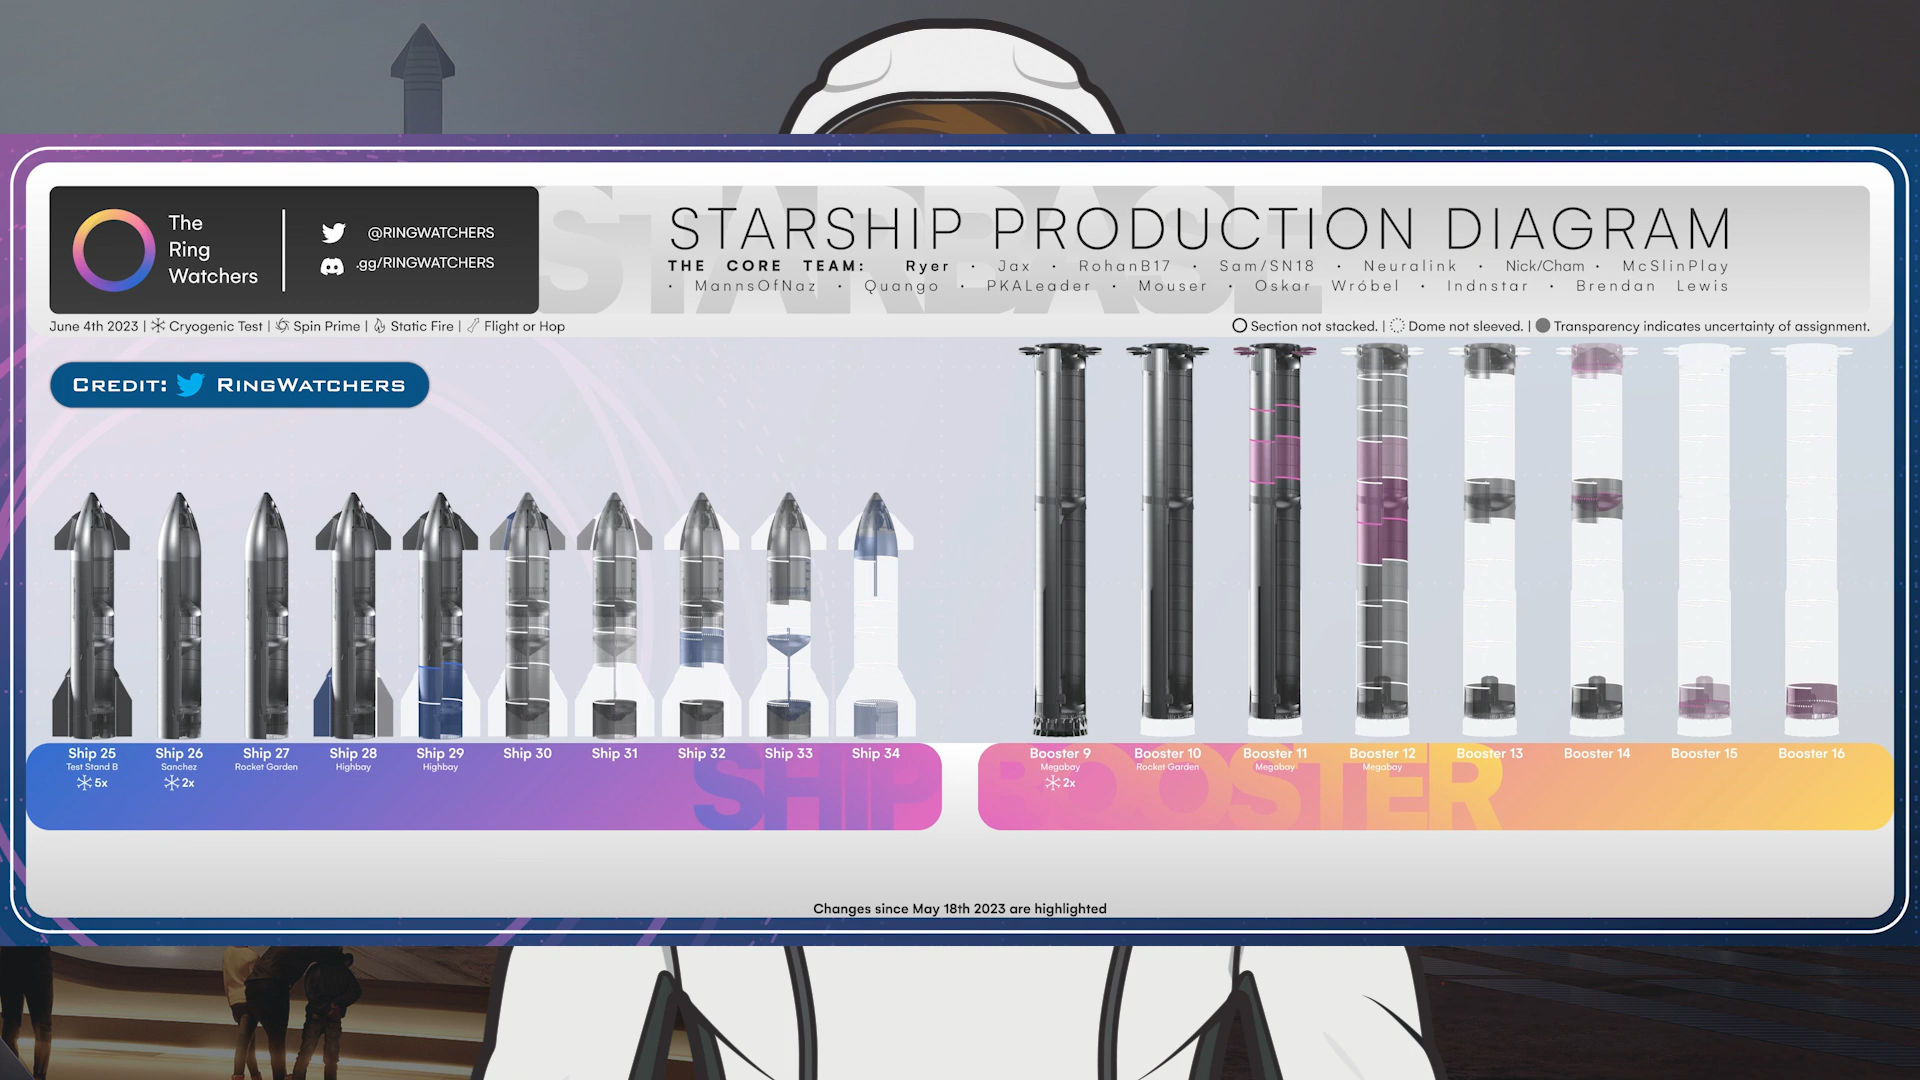 The
Ring
Watchers
@RINGWATCHERS
.gg/RINGWATCHERS
STARBASE
STARSHIP PRODUCTION DIAGRAM
THE CORE TEAM: Ryer · Jax · RohanB17 · Sam/SN18 · Neuralink · Nick/Cham · McSlinPlay
· MannsOfNaz · Quango · PKALeader · Mouser · Oskar Wróbel · Indnstar · Brendan Lewis
June 4th 2023 | Cryogenic Test | Spin Prime | Static Fire | Flight or Hop
Section not stacked. | Dome not sleeved. | Transparency indicates uncertainty of assignment.
CREDIT: RINGWATCHERS
Ship 25
Test Stand B
5x
Ship 26
Sanchez
2x
Ship 27
Rocket Garden
Ship 28
Highbay
Ship 29
Highbay
Ship 30
Ship 31
Ship 32
Ship 33
Ship 34
SHIP
Booster 9
Megabay
2x
Booster 10
Rocket Garden
Booster 11
Megabay
Booster 12
Megabay
Booster 13
Booster 14
Booster 15
Booster 16
BOOSTER
Changes since May 18th 2023 are highlighted